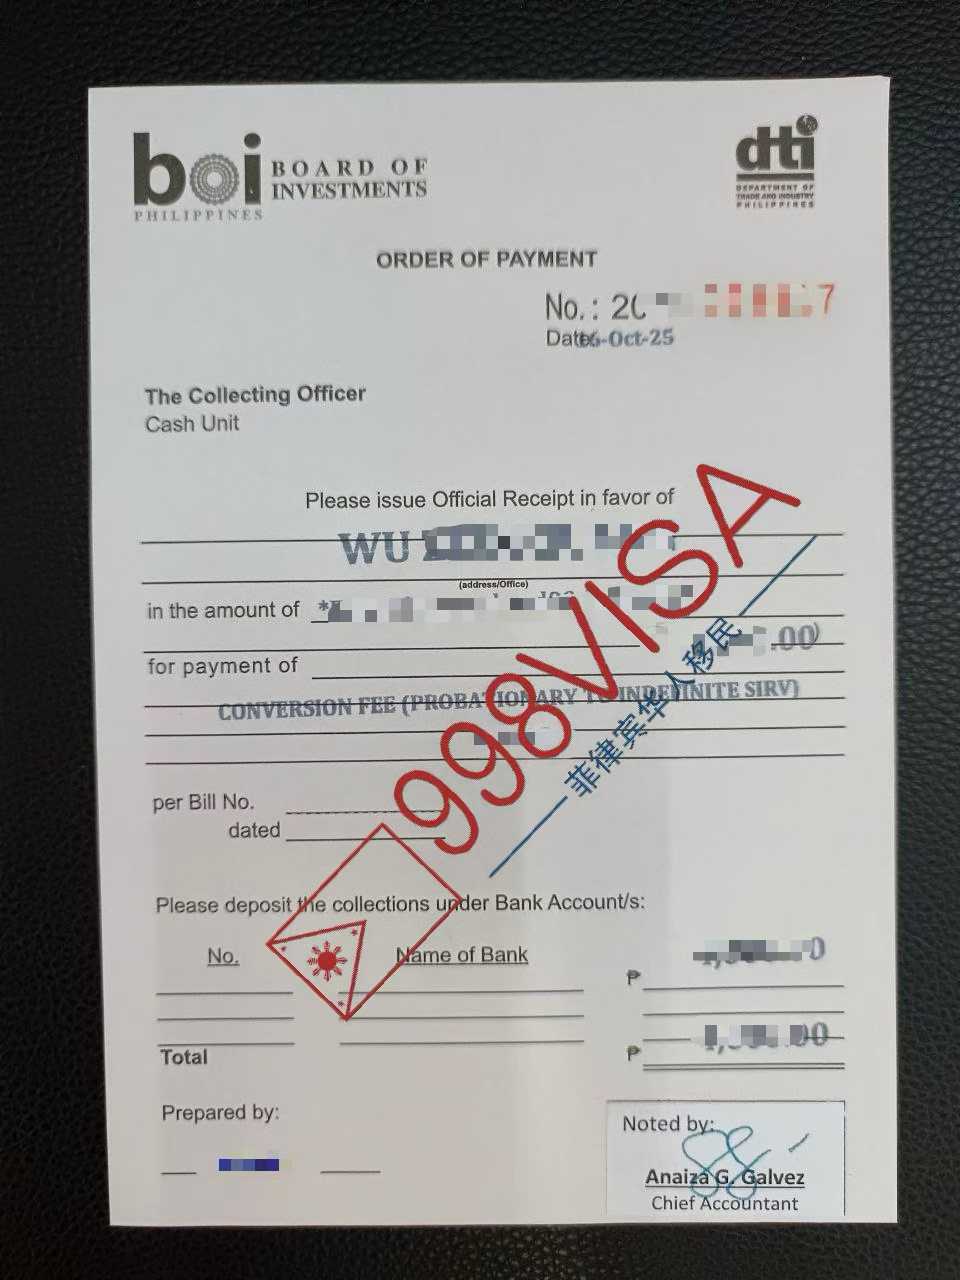 boi BOARD OF
INVESTMENTS
PHILIPPINES
dti
DEPARTMENT OF
TRADE AND INDUSTRY
PHILIPPINES
ORDER OF PAYMENT
No.: 20 7
Date: -Oct-25
The Collecting Officer
Cash Unit
Please issue Official Receipt in favor of
WU
(address/Office)
in the amount of
.00)
for payment of
CONVERSION FEE (PROBATIONARY TO INDEFINITE SIRV)
998VISA
菲律宾华人移民
per Bill No.
dated
Please deposit the collections under Bank Account/s:
No. Name of Bank
₱
Total ₱ .00
Prepared by:
Noted by:
Anaiza G. Galvez
Chief Accountant